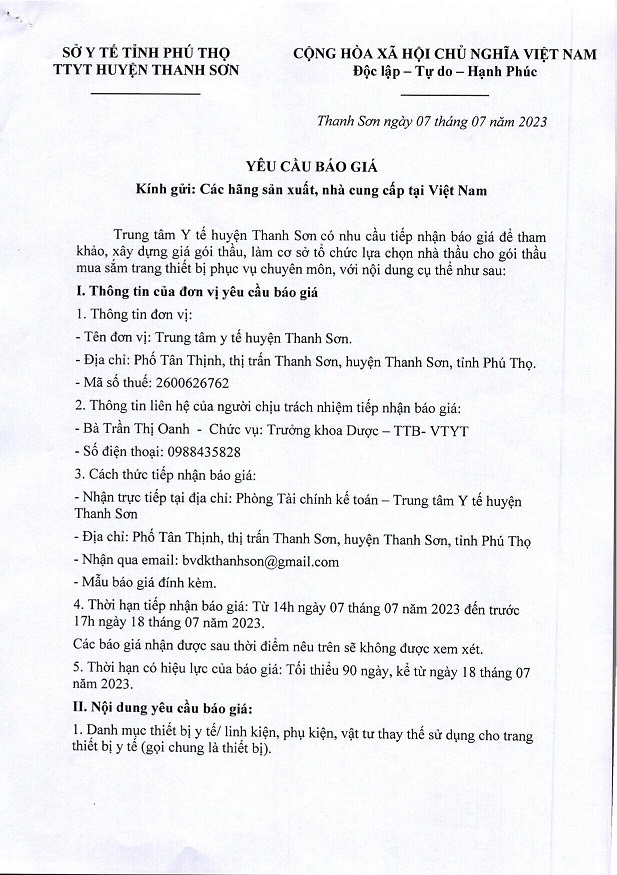 SỞ Y TẾ TỈNH PHÚ THỌ
TTYT HUYỆN THANH SƠN
CỘNG HÒA XÃ HỘI CHỦ NGHĨA VIỆT NAM
Độc lập – Tự do – Hạnh Phúc
Thanh Sơn ngày 07 tháng 07 năm 2023
YÊU CẦU BÁO GIÁ
Kính gửi: Các hãng sản xuất, nhà cung cấp tại Việt Nam
Trung tâm Y tế huyện Thanh Sơn có nhu cầu tiếp nhận báo giá để tham
khảo, xây dựng giá gói thầu, làm cơ sở tổ chức lựa chọn nhà thầu cho gói thầu
mua sắm trang thiết bị phục vụ chuyên môn, với nội dung cụ thể như sau:
I. Thông tin của đơn vị yêu cầu báo giá
1. Thông tin đơn vị:
- Tên đơn vị: Trung tâm y tế huyện Thanh Sơn.
- Địa chỉ: Phố Tân Thịnh, thị trấn Thanh Sơn, huyện Thanh Sơn, tỉnh Phú Thọ.
- Mã số thuế: 2600626762
2. Thông tin liên hệ của người chịu trách nhiệm tiếp nhận báo giá:
- Bà Trần Thị Oanh - Chức vụ: Trưởng khoa Dược – TTB- VTYT
- Số điện thoại: 0988435828
3. Cách thức tiếp nhận báo giá:
- Nhận trực tiếp tại địa chỉ: Phòng Tài chính kế toán – Trung tâm Y tế huyện
Thanh Sơn
- Địa chỉ: Phố Tân Thịnh, thị trấn Thanh Sơn, huyện Thanh Sơn, tỉnh Phú Thọ
- Nhận qua email: bvdkthanhson@gmail.com
- Mẫu báo giá đính kèm.
4. Thời hạn tiếp nhận báo giá: Từ 14h ngày 07 tháng 07 năm 2023 đến trước
17h ngày 18 tháng 07 năm 2023.
Các báo giá nhận được sau thời điểm nêu trên sẽ không được xem xét.
5. Thời hạn có hiệu lực của báo giá: Tối thiểu 90 ngày, kể từ ngày 18 tháng 07
năm 2023.
II. Nội dung yêu cầu báo giá:
1. Danh mục thiết bị y tế/ linh kiện, phụ kiện, vật tư thay thế sử dụng cho trang
thiết bị y tế (gọi chung là thiết bị).